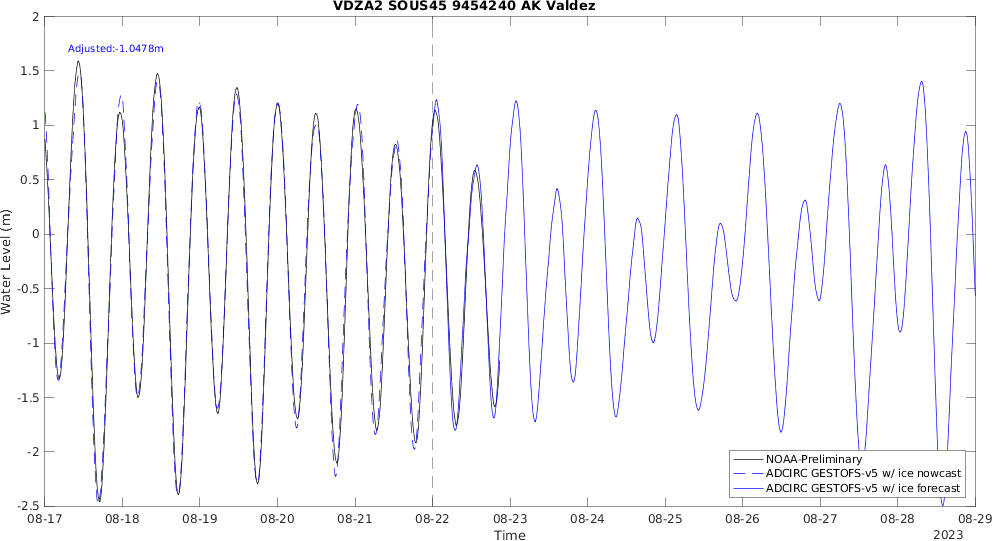 VDZA2 SOUS45 9454240 AK Valdez
Adjusted:-1.0478m
2
1.5
1
0.5
0
-0.5
-1
-1.5
-2
-2.5
Water Level (m)
NOAA-Preliminary
ADCIRC GESTOFS-v5 w/ ice nowcast
ADCIRC GESTOFS-v5 w/ ice forecast
08-17 08-18 08-19 08-20 08-21 08-22 08-23 08-24 08-25 08-26 08-27 08-28 08-29
Time
2023